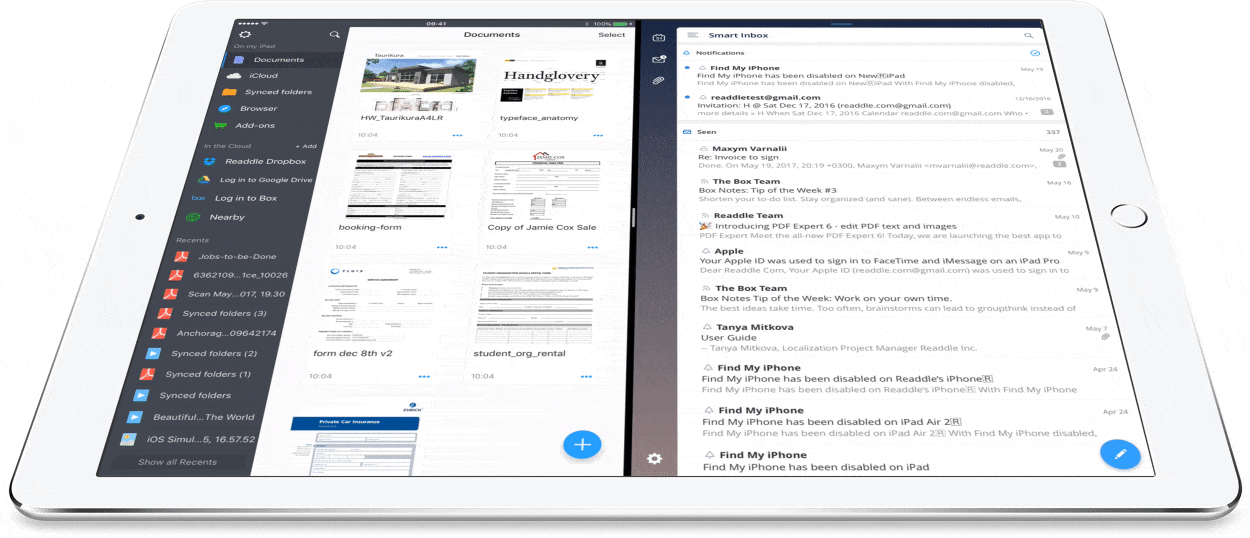 09:41
100%
On my iPad
Documents
iCloud
Synced folders
Browser
Add-ons
In the Cloud
+ Add
Readdle Dropbox
Log in to Google Drive
box
Log in to Box
Nearby
Recents
Jobs-to-be-Done
6362109...1ce_10026
Scan May...017, 19.30
Synced folders (3)
Anchorag...09642174
Synced folders (2)
Synced folders (1)
Synced folders
Beautiful...The World
iOS Simul...5, 16.57.52
Show all Recents
Documents
Select
Taurikura
HW_TaurikuraA4LR
10:04
Handglovery
typeface_anatomy
10:04
booking-form
10:04
JAMIE COX
Copy of Jamie Cox Sale
10:04
FLUIX
SERVICE AGREEMENT
form dec 8th v2
10:04
student_org_rental
10:04
ZURICH
Private Car Insurance
Smart Inbox
Notifications
Find My iPhone
May 19
Find My iPhone has been disabled on New🅁iPad
Find My iPhone has been disabled on New🅁iPad With Find My iPhone disabled,
readdletest@gmail.com
12/10/2016
Invitation: H @ Sat Dec 17, 2016 (readdle.com@gmail.com)
more details » H When Sat Dec 17, 2016 Calendar readdle.com@gmail.com Who •
Seen
337
Maxym Varnalii
May 20
Re: Invoice to sign
Done. On May 19, 2017, 20:19 +0300, Maxym Varnalii <mvarnalii@readdle.com>,
The Box Team
May 16
Box Notes: Tip of the Week #3
Shorten your to-do list. Stay organized (and sane). Between endless emails,
Readdle Team
May 10
🎉 Introducing PDF Expert 6 - edit PDF text and images
PDF Expert Meet the all-new PDF Expert 6! Today, we are launching the best app to
Apple
May 9
Your Apple ID was used to sign in to FaceTime and iMessage on an iPad Pro
Dear Readdle Com, Your Apple ID (readdle.com@gmail.com) was used to sign in to
The Box Team
May 9
Box Notes Tip of the Week: Work on your own time.
The best ideas take time. Too often, brainstorms can lead to groupthink instead of
Tanya Mitkova
May 7
User Guide
-- Tanya Mitkova, Localization Project Manager Readdle Inc.
Find My iPhone
Apr 24
Find My iPhone has been disabled on Readdle's iPhone🅁
Find My iPhone has been disabled on Readdle's iPhone🅁 With Find My iPhone
Find My iPhone
Apr 24
Find My iPhone has been disabled on iPad Air 2🅁
Find My iPhone has been disabled on iPad Air 2🅁 With Find My iPhone disabled,
Find My iPhone
Find My iPhone has been disabled on iPad